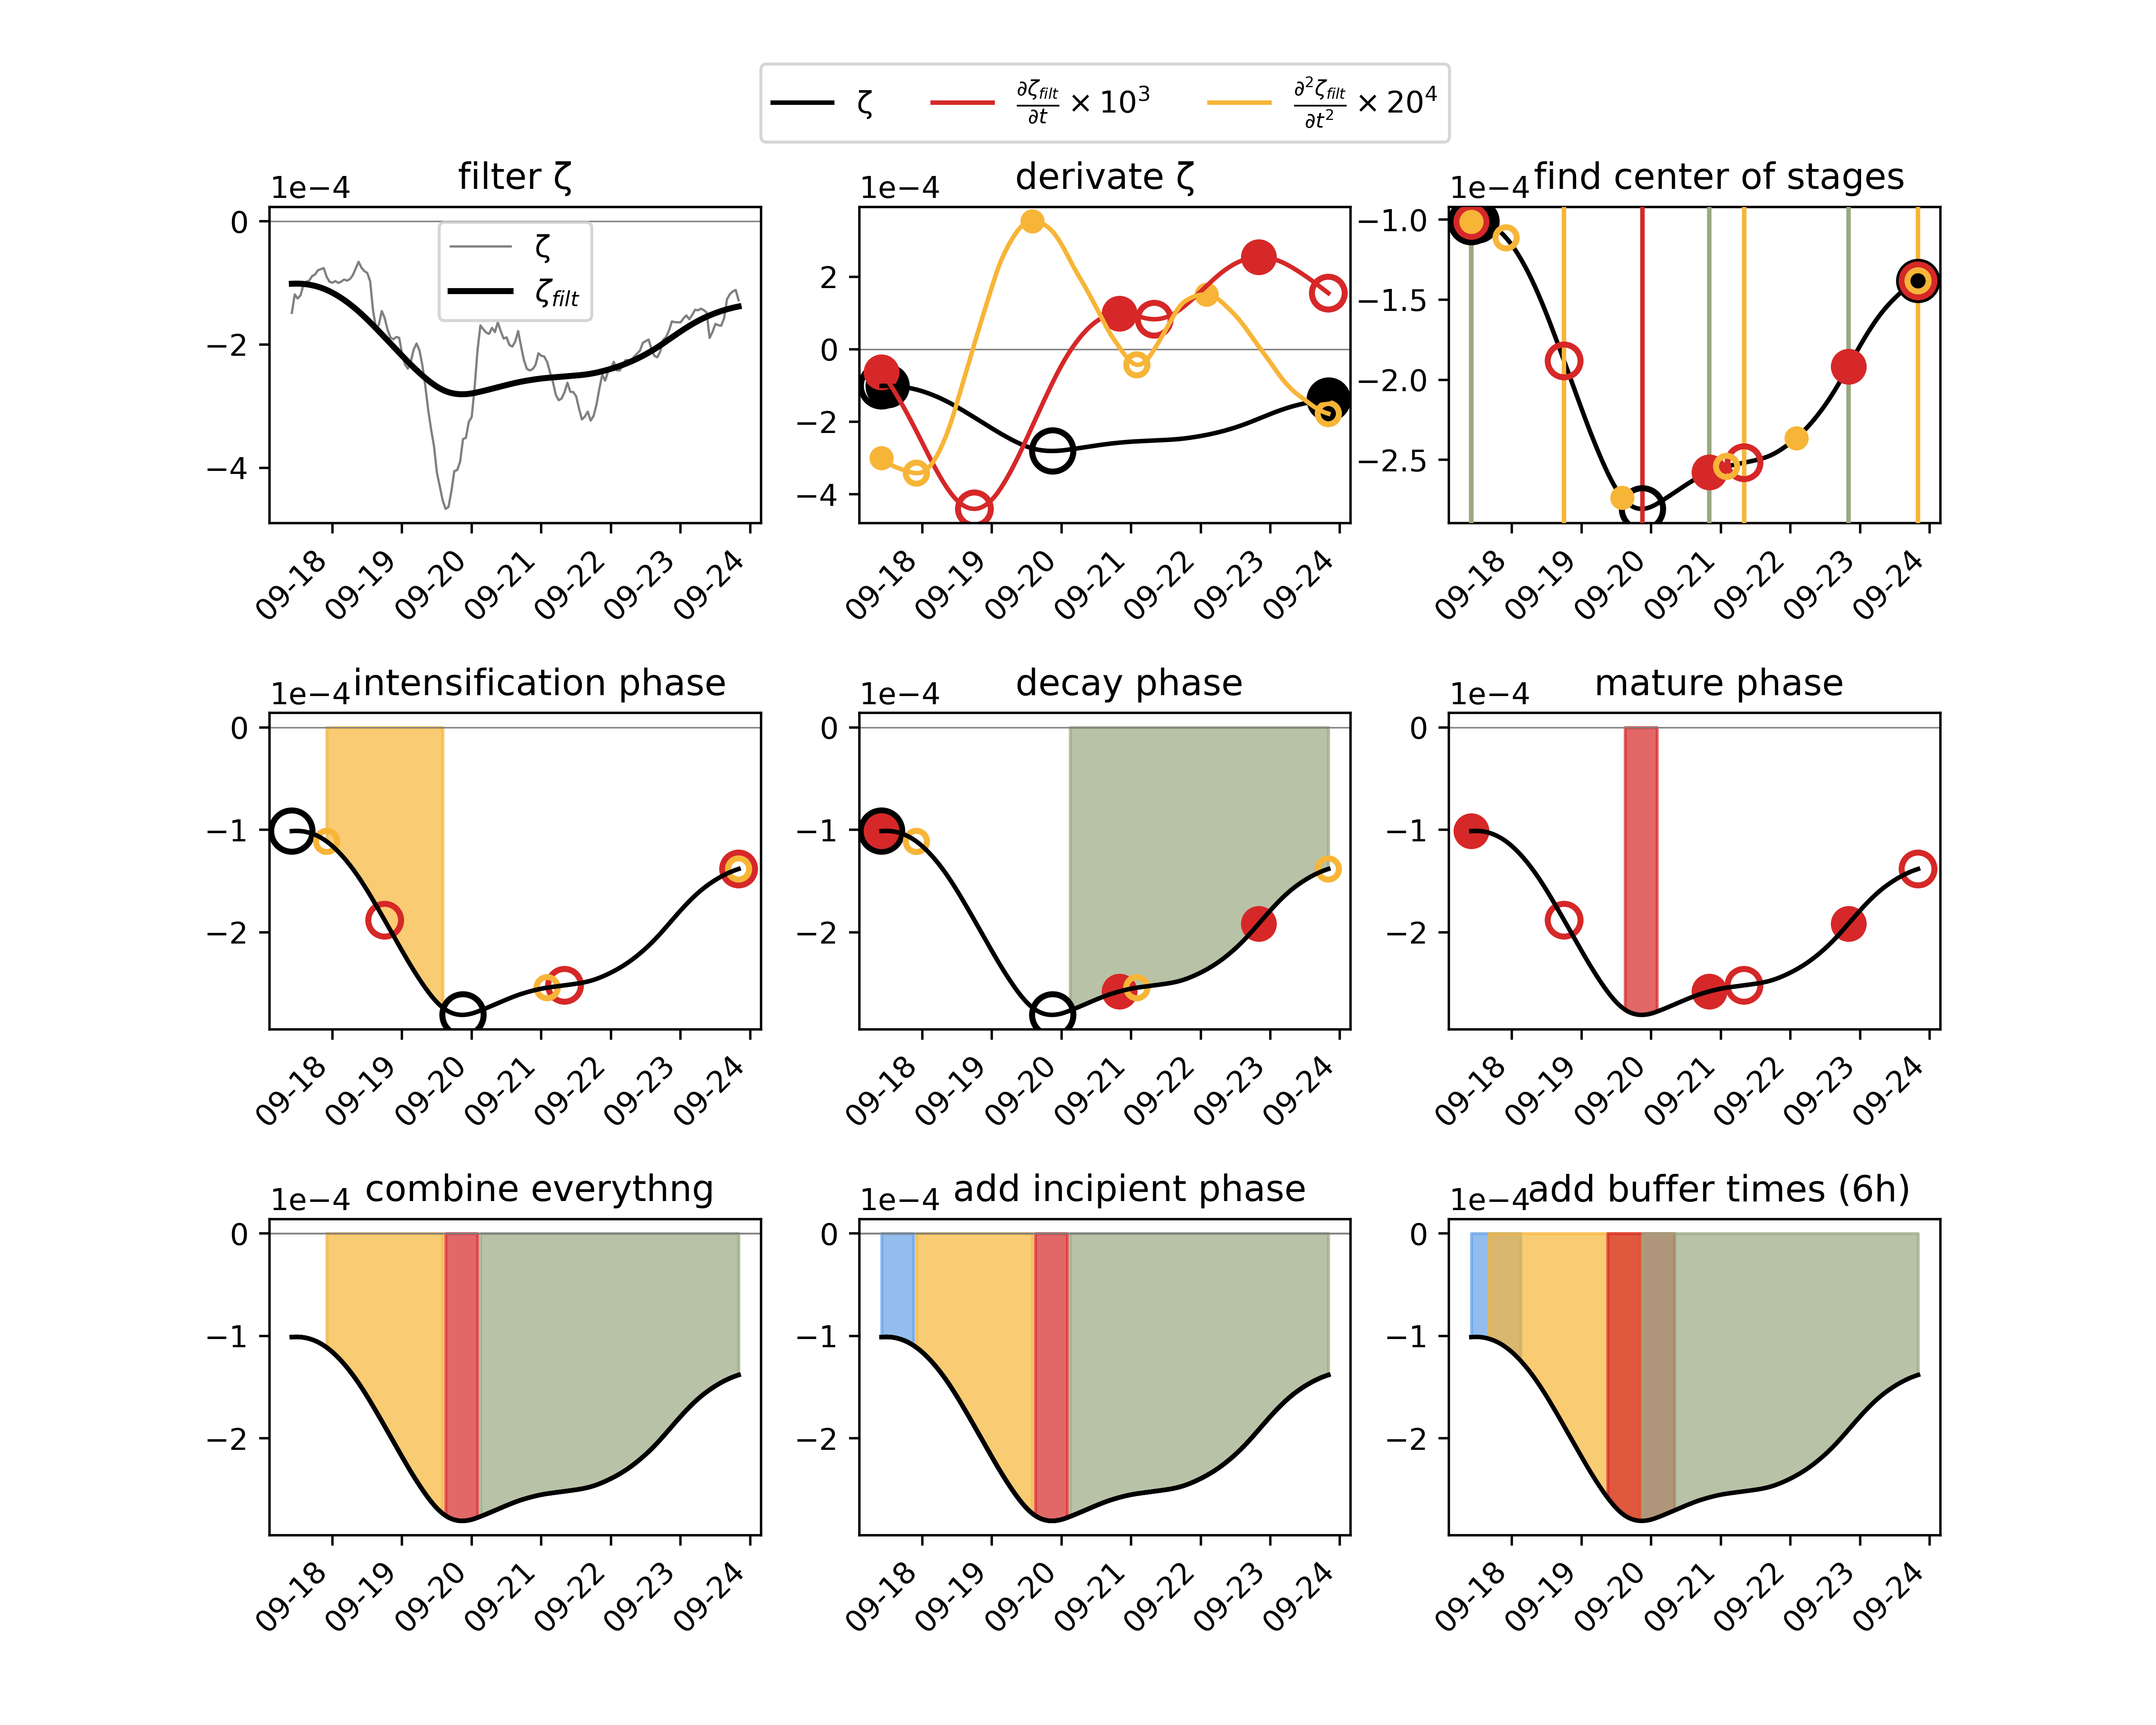 ζ ∂ζ_filt/∂t × 10³ ∂²ζ_filt/∂t² × 20⁴
filter ζ
1e−4
ζ
ζ_filt
0
−2
−4
09-18 09-19 09-20 09-21 09-22 09-23 09-24
derivate ζ
1e−4
2
0
−2
−4
09-18 09-19 09-20 09-21 09-22 09-23 09-24
find center of stages
1e−4
−1.0
−1.5
−2.0
−2.5
09-18 09-19 09-20 09-21 09-22 09-23 09-24
intensification phase
1e−4
0
−1
−2
09-18 09-19 09-20 09-21 09-22 09-23 09-24
decay phase
1e−4
0
−1
−2
09-18 09-19 09-20 09-21 09-22 09-23 09-24
mature phase
1e−4
0
−1
−2
09-18 09-19 09-20 09-21 09-22 09-23 09-24
combine everythng
1e−4
0
−1
−2
09-18 09-19 09-20 09-21 09-22 09-23 09-24
add incipient phase
1e−4
0
−1
−2
09-18 09-19 09-20 09-21 09-22 09-23 09-24
add buffer times (6h)
1e−4
0
−1
−2
09-18 09-19 09-20 09-21 09-22 09-23 09-24